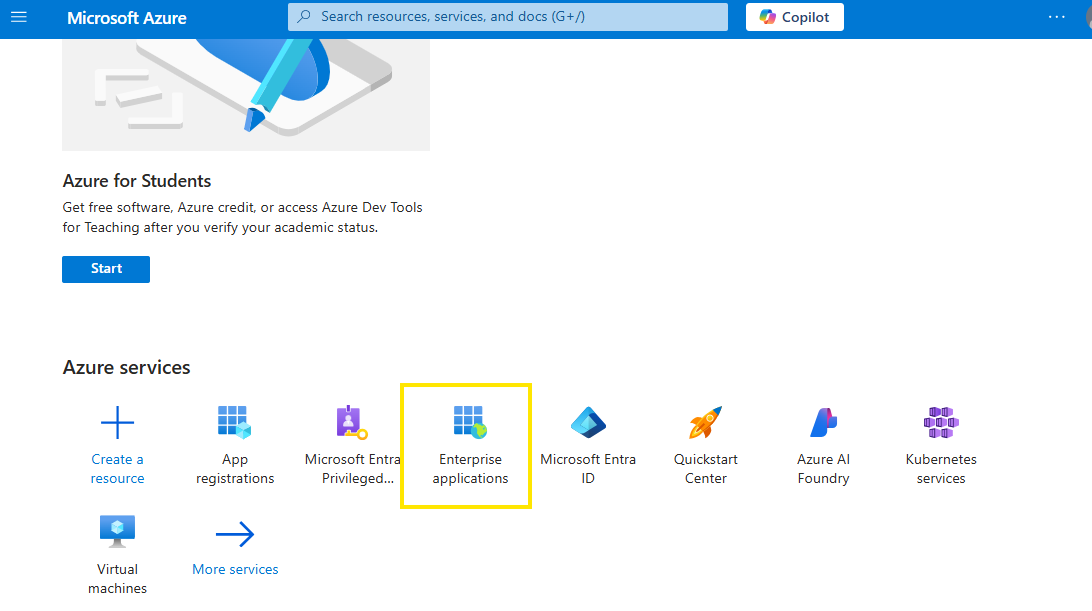 Microsoft Azure
Search resources, services, and docs (G+/)
Copilot
...
Azure for Students
Get free software, Azure credit, or access Azure Dev Tools
for Teaching after you verify your academic status.
Start
Azure services
Create a
resource
App
registrations
Microsoft Entra
Privileged...
Enterprise
applications
Microsoft Entra
ID
Quickstart
Center
Azure AI
Foundry
Kubernetes
services
Virtual
machines
More services